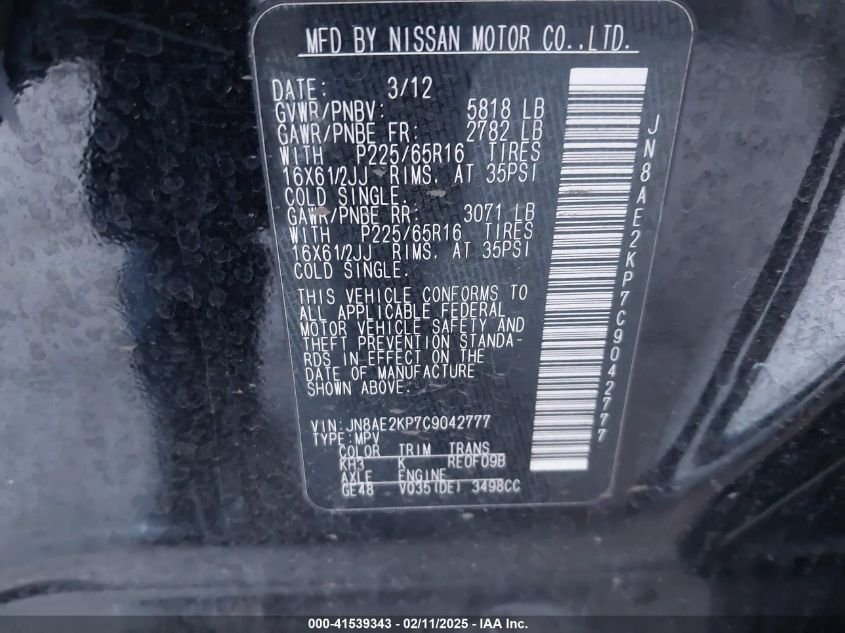 MFD BY NISSAN MOTOR CO.,LTD.
DATE: 3/12
GVWR/PNBV: 5818 LB
GAWR/PNBE FR: 2782 LB
WITH P225/65R16 TIRES
16X61/2JJ RIMS, AT 35PSI
COLD SINGLE.
GAWR/PNBE RR: 3071 LB
WITH P225/65R16 TIRES
16X61/2JJ RIMS, AT 35PSI
COLD SINGLE.
THIS VEHICLE CONFORMS TO
ALL APPLICABLE FEDERAL
MOTOR VEHICLE SAFETY AND
THEFT PREVENTION STANDA-
RDS IN EFFECT ON THE
DATE OF MANUFACTURE
SHOWN ABOVE.
VIN:JN8AE2KP7C9042777
TYPE:MPV
COLOR TRIM TRANS
KH3 K RE0F09B
AXLE ENGINE
GE48 VQ35(DE) 3498CC
JN8AE2KP7C9042777
000-41539343 - 02/11/2025 - IAA Inc.